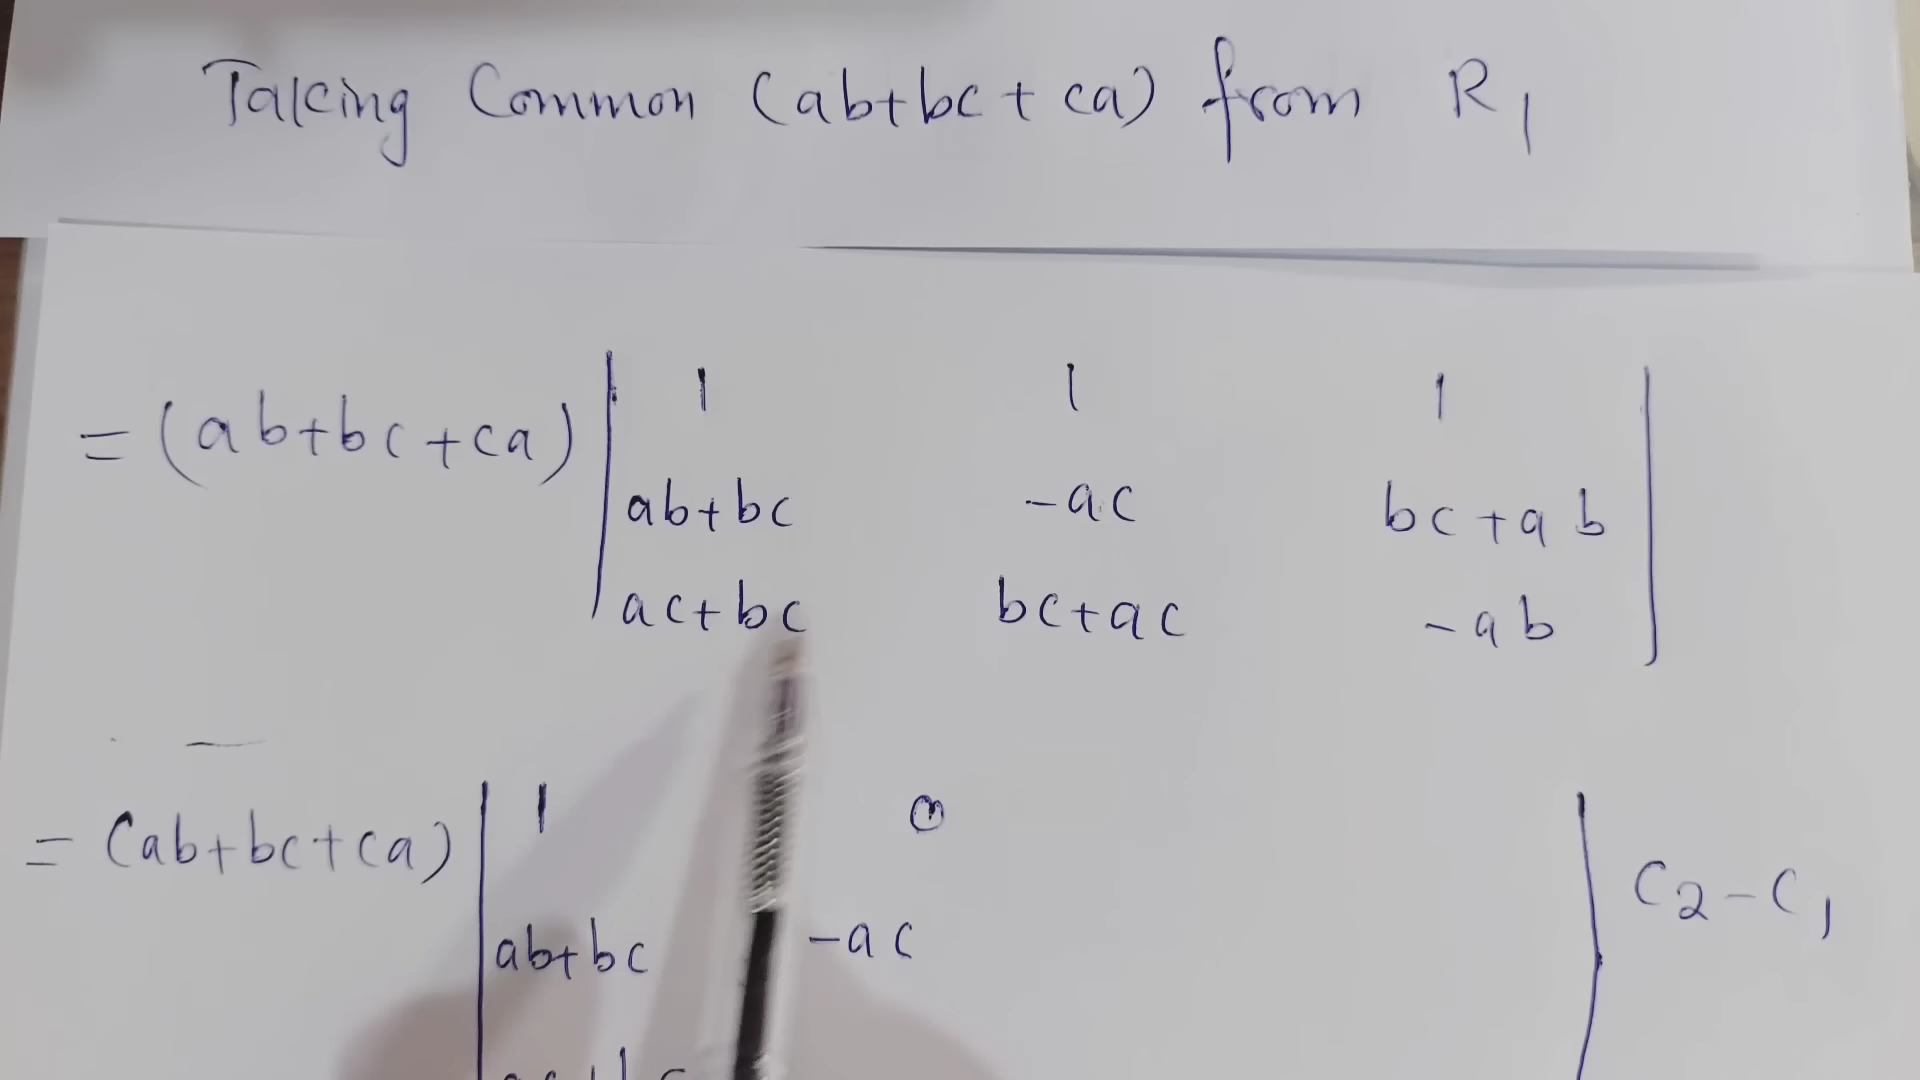 Taking Common (ab+bc+ca) from R1
= (ab+bc+ca) | 1 1 1 |
ab+bc -ac bc+ab
ac+bc bc+ac -ab
= (ab+bc+ca) | 1 0 | C2-C1
ab+bc -ac